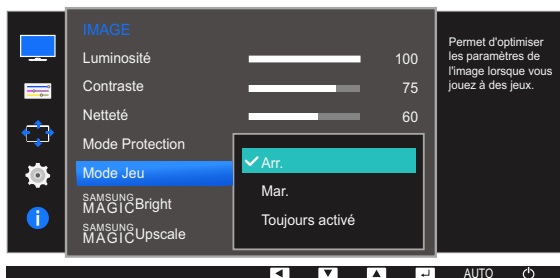 IMAGE
Luminosité 100
Contraste 75
Netteté 60
Mode Protection
Mode Jeu
SAMSUNG
MAGICBright
SAMSUNG
MAGICUpscale
Arr.
Mar.
Toujours activé
Permet d'optimiser
les paramètres de
l'image lorsque vous
jouez à des jeux.
AUTO